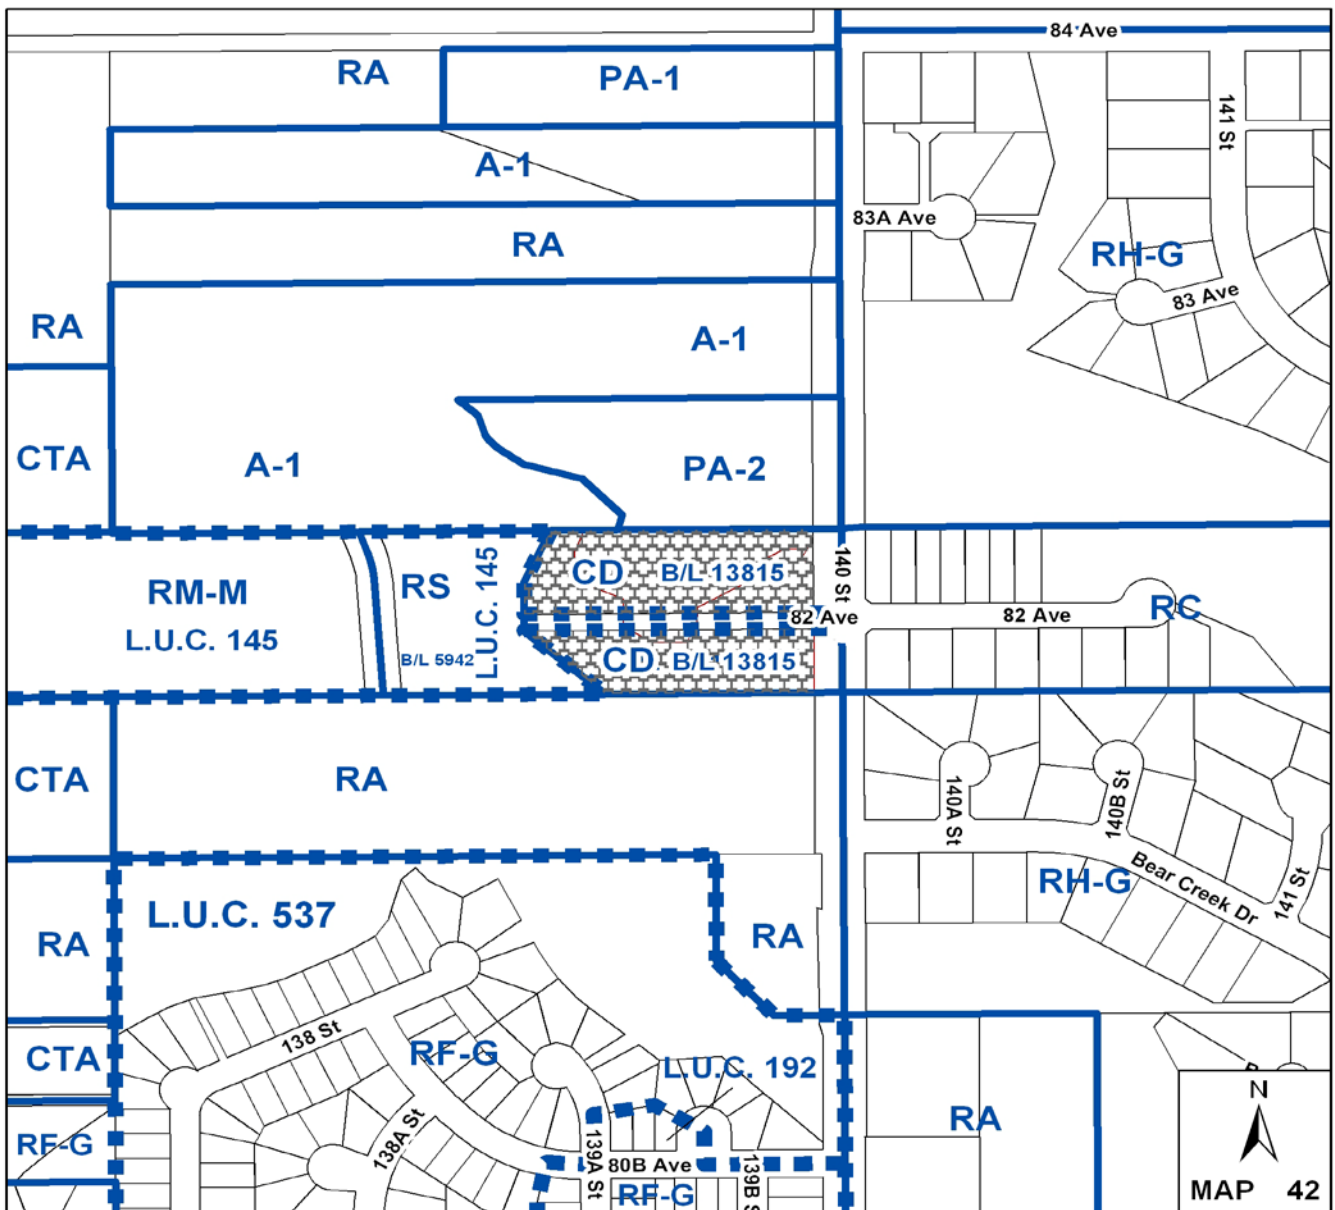 84 Ave
RA
PA-1
141 St
A-1
83A Ave
RA
RH-G
83 Ave
RA
A-1
CTA
A-1
PA-2
RM-M
L.U.C. 145
RS
B/L 5942
L.U.C. 145
CD B/L 13815
140 St
82 Ave
82 Ave
RC
CD B/L 13815
CTA
RA
140A St
140B St
RH-G
Bear Creek Dr
141 St
L.U.C. 537
RA
RA
138 St
RF-G
L.U.C. 192
CTA
RA
RF-G
138A St
139A St
80B Ave
139B S
RF-G
N
MAP 42